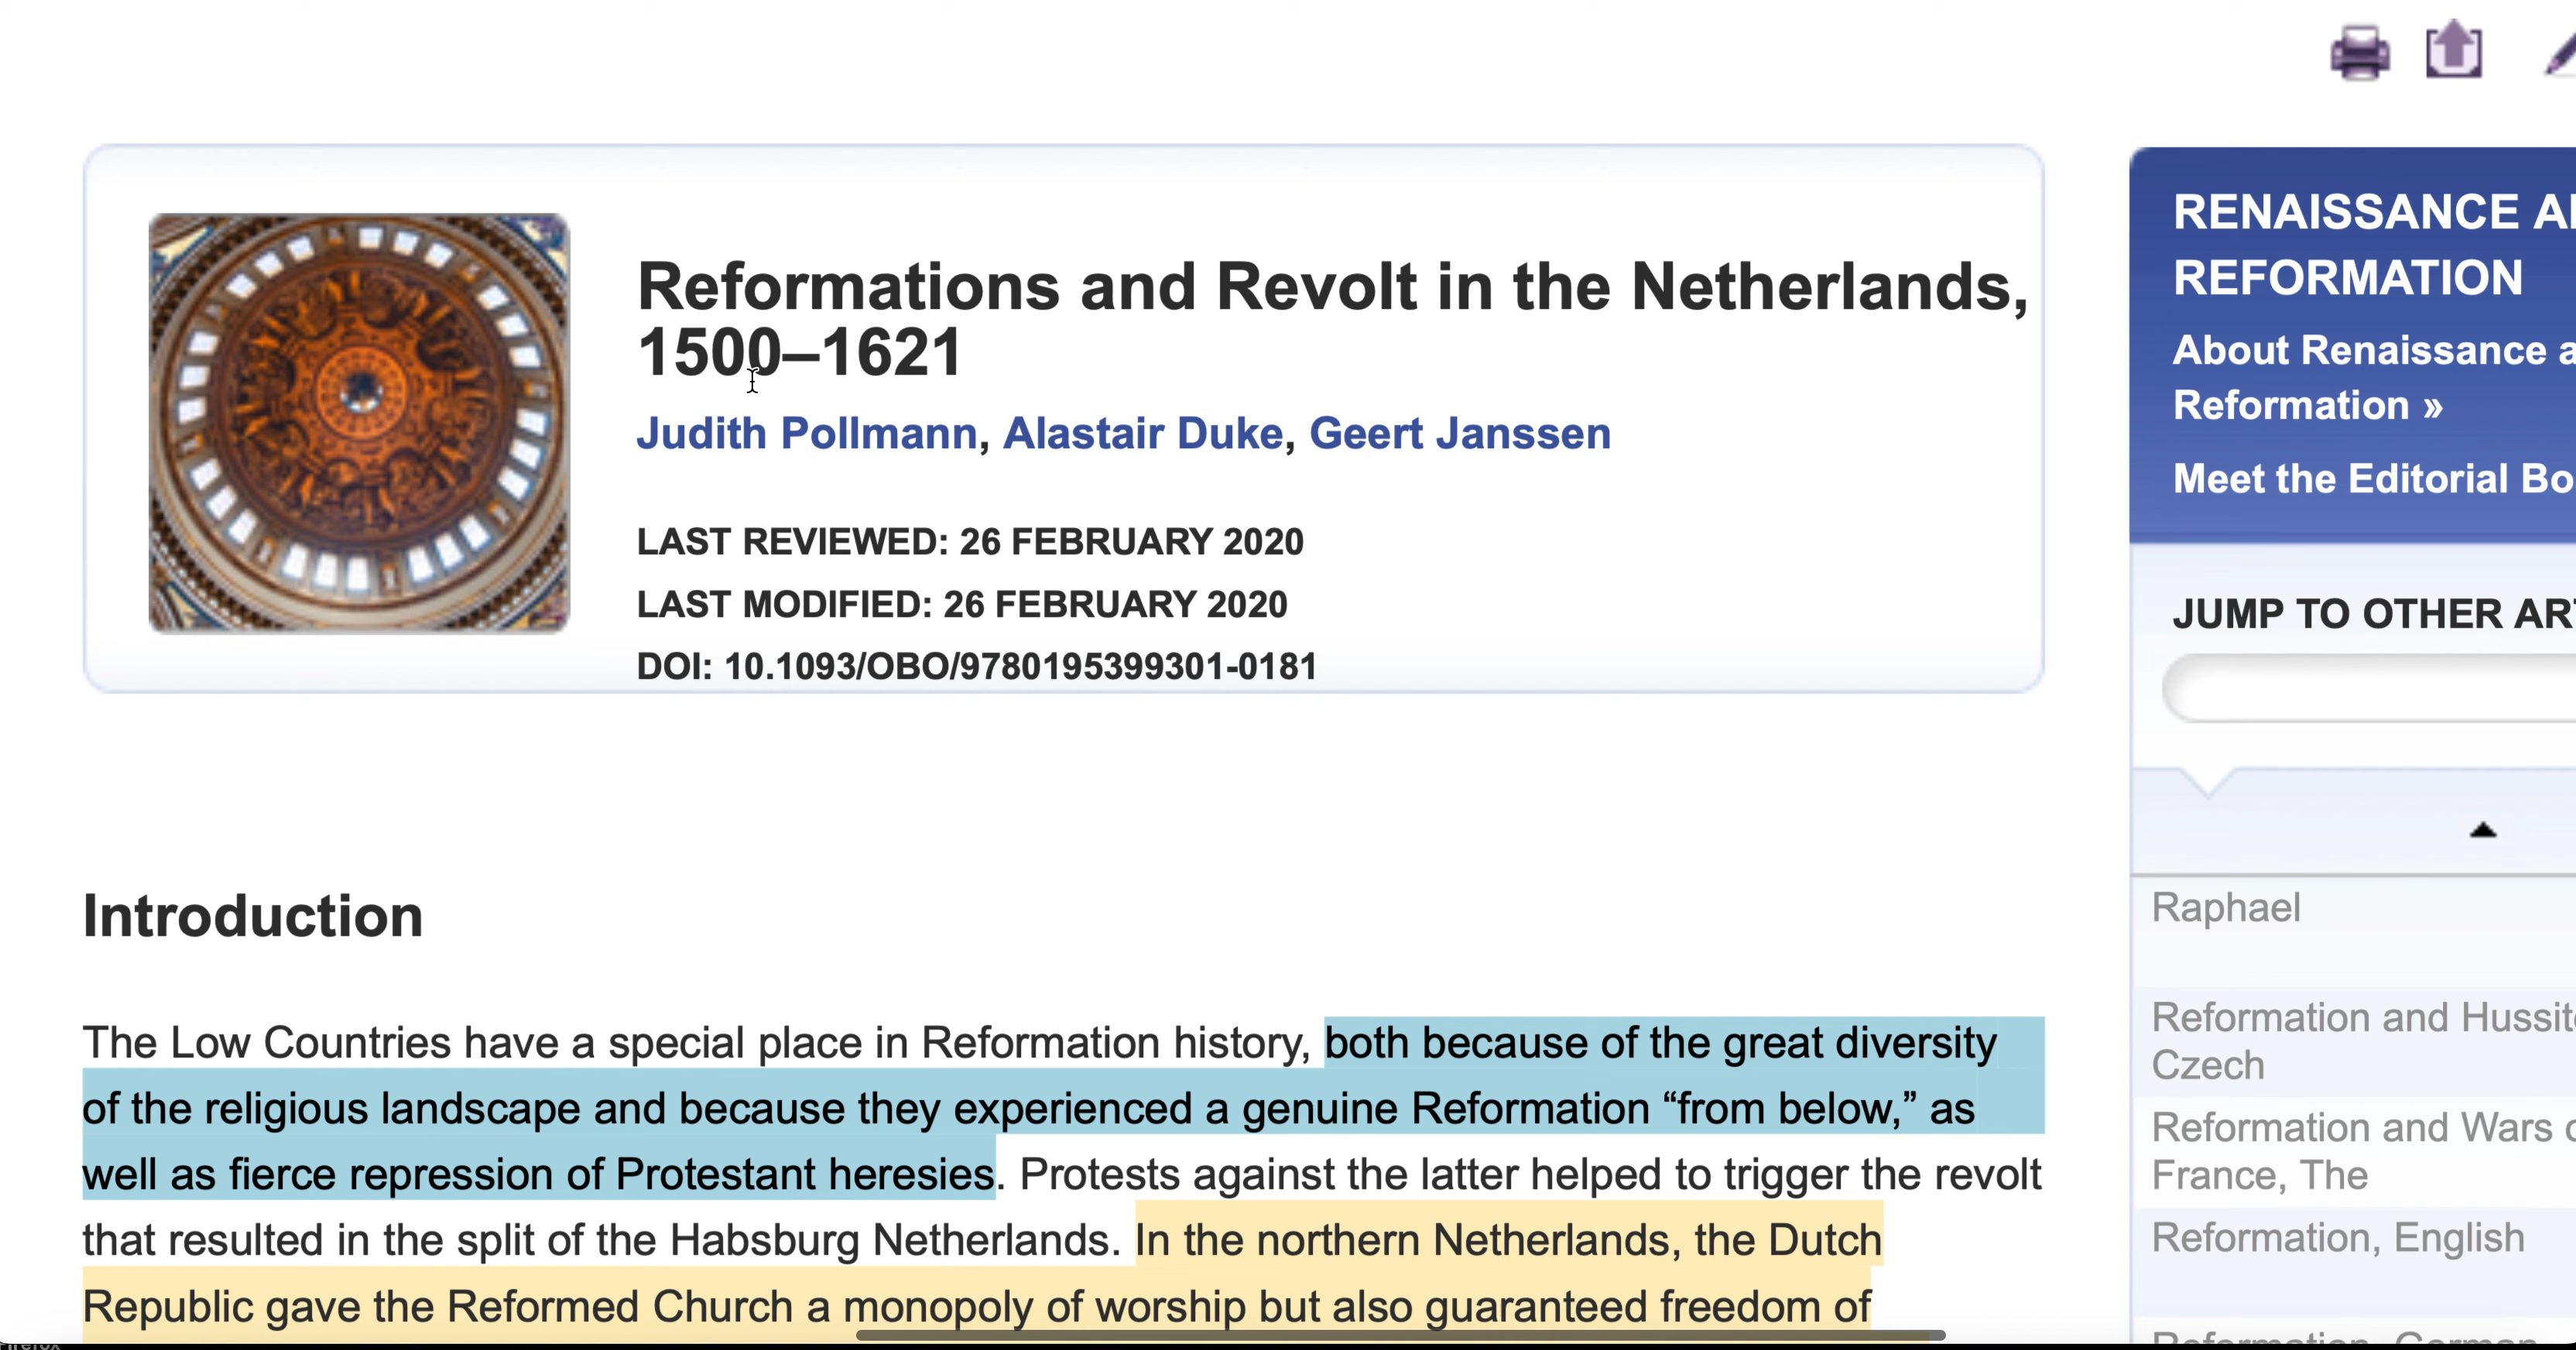 Reformations and Revolt in the Netherlands,
1500–1621
Judith Pollmann, Alastair Duke, Geert Janssen
LAST REVIEWED: 26 FEBRUARY 2020
LAST MODIFIED: 26 FEBRUARY 2020
DOI: 10.1093/OBO/9780195399301-0181
Introduction
The Low Countries have a special place in Reformation history, both because of the great diversity
of the religious landscape and because they experienced a genuine Reformation “from below,” as
well as fierce repression of Protestant heresies. Protests against the latter helped to trigger the revolt
that resulted in the split of the Habsburg Netherlands. In the northern Netherlands, the Dutch
Republic gave the Reformed Church a monopoly of worship but also guaranteed freedom of
RENAISSANCE
REFORMATION
About Renaissance
Reformation »
Meet the Editorial
JUMP TO OTHER
Raphael
Reformation and
Czech
Reformation and Wars
France, The
Reformation, English